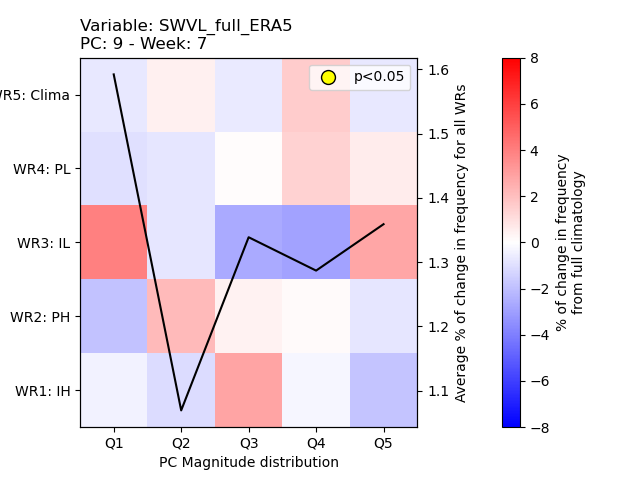 Variable: SWVL_full_ERA5
PC: 9 - Week: 7
p<0.05
WR5: Clima
WR4: PL
WR3: IL
WR2: PH
WR1: IH
Q1 Q2 Q3 Q4 Q5
PC Magnitude distribution
1.6
1.5
1.4
1.3
1.2
1.1
Average % of change in frequency for all WRs
8
6
4
2
0
−2
−4
−6
−8
% of change in frequency
from full climatology